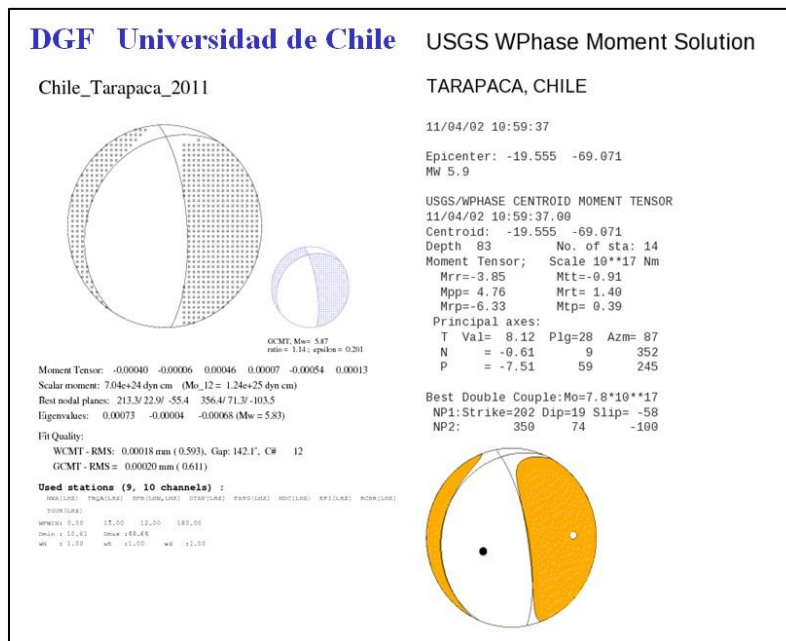 DGF Universidad de Chile
Chile_Tarapaca_2011
GCMT, Mw= 5.87
ratio = 1.14 ; epsilon = 0.201
Moment Tensor: -0.00040 -0.00006 0.00046 0.00007 -0.00054 0.00013
Scalar moment: 7.04e+24 dyn cm (Mo_12 = 1.24e+25 dyn cm)
Best nodal planes: 213.3/ 22.9/ -55.4 356.4/ 71.3/ -103.5
Eigenvalues: 0.00073 -0.00004 -0.00068 (Mw = 5.83)
Fit Quality:
WCMT - RMS: 0.00018 mm ( 0.593), Gap: 142.1˚, C# 12
GCMT - RMS = 0.00020 mm ( 0.611)
Used stations (9, 10 channels) :
USGS WPhase Moment Solution
TARAPACA, CHILE
11/04/02 10:59:37
Epicenter: -19.555 -69.071
MW 5.9
USGS/WPHASE CENTROID MOMENT TENSOR
11/04/02 10:59:37.00
Centroid: -19.555 -69.071
Depth 83 No. of sta: 14
Moment Tensor; Scale 10**17 Nm
Mrr=-3.85 Mtt=-0.91
Mpp= 4.76 Mrt= 1.40
Mrp=-6.33 Mtp= 0.39
Principal axes:
T Val= 8.12 Plg=28 Azm= 87
N = -0.61 9 352
P = -7.51 59 245
Best Double Couple:Mo=7.8*10**17
NP1:Strike=202 Dip=19 Slip= -58
NP2: 350 74 -100